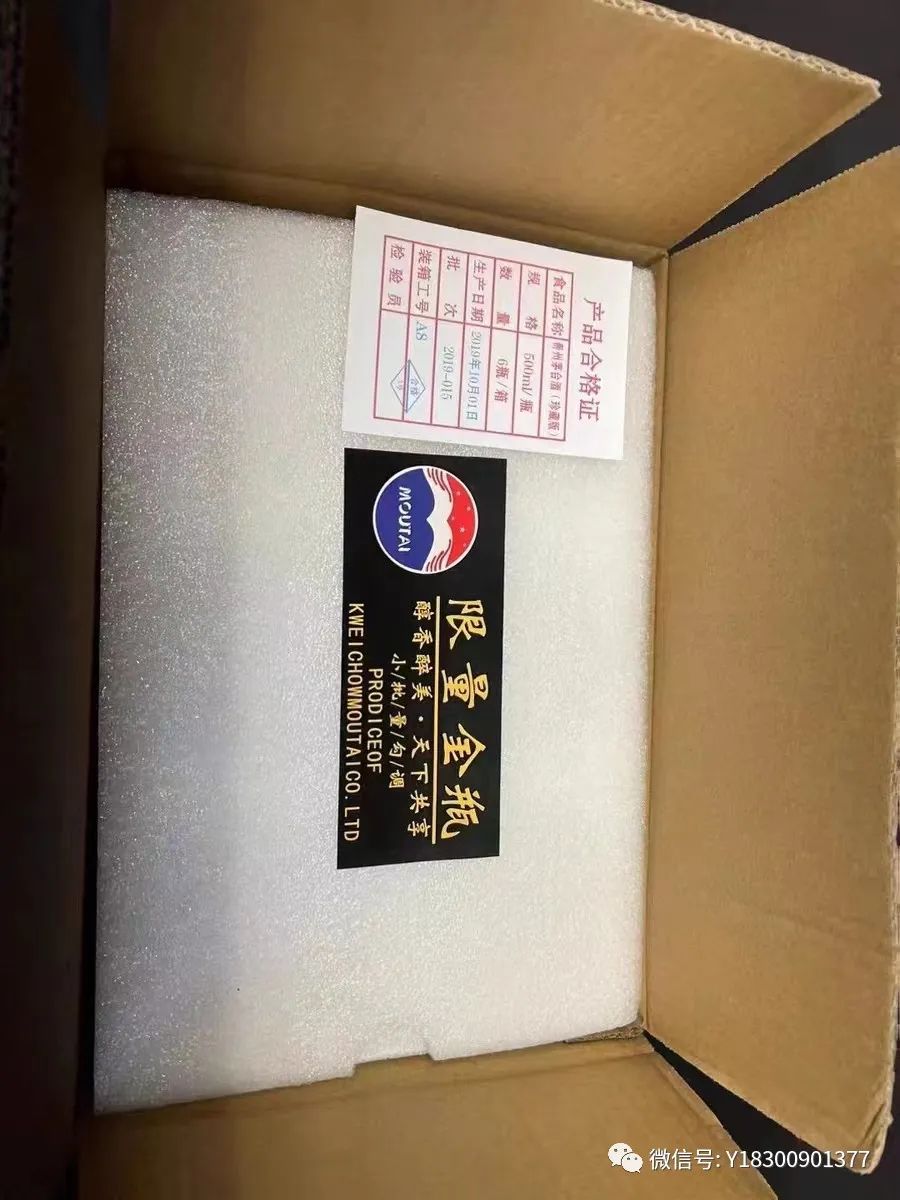 产品合格证
食品名称 贵州茅台酒（珍藏版）
规格 500ml/瓶
数量 6瓶/箱
生产日期 2019年10月01日
批次 2019-015
装箱工号 A8
检验员 合格
MOUTAI
限量金瓶
醇香醉美·天下共享
小/批/量/勾/调
PRODICEOF
KWEICHOWMOUTAICO.LTD
微信号: Y18300901377